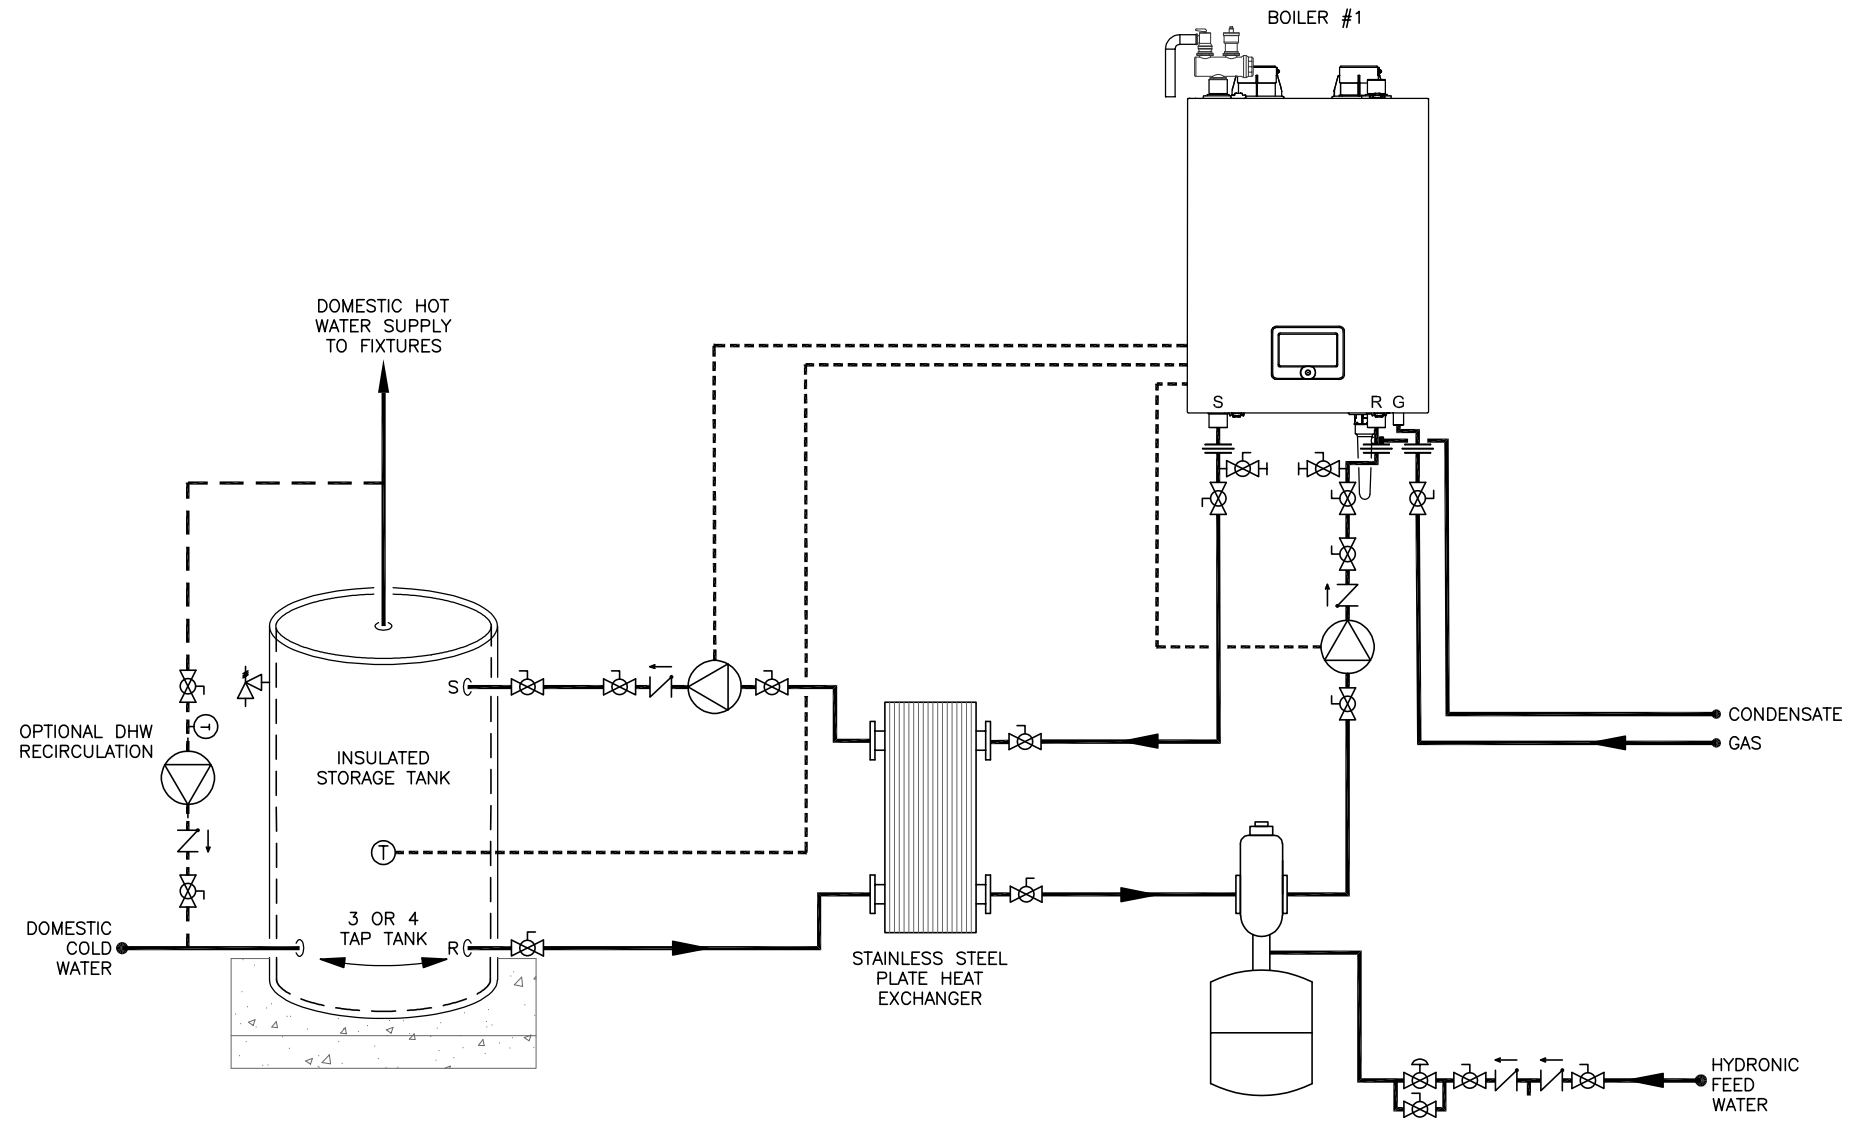 BOILER #1
DOMESTIC HOT
WATER SUPPLY
TO FIXTURES
S
R G
S
OPTIONAL DHW
RECIRCULATION
T
INSULATED
STORAGE TANK
CONDENSATE
GAS
T
3 OR 4
TAP TANK
R
DOMESTIC
COLD
WATER
STAINLESS STEEL
PLATE HEAT
EXCHANGER
HYDRONIC
FEED
WATER